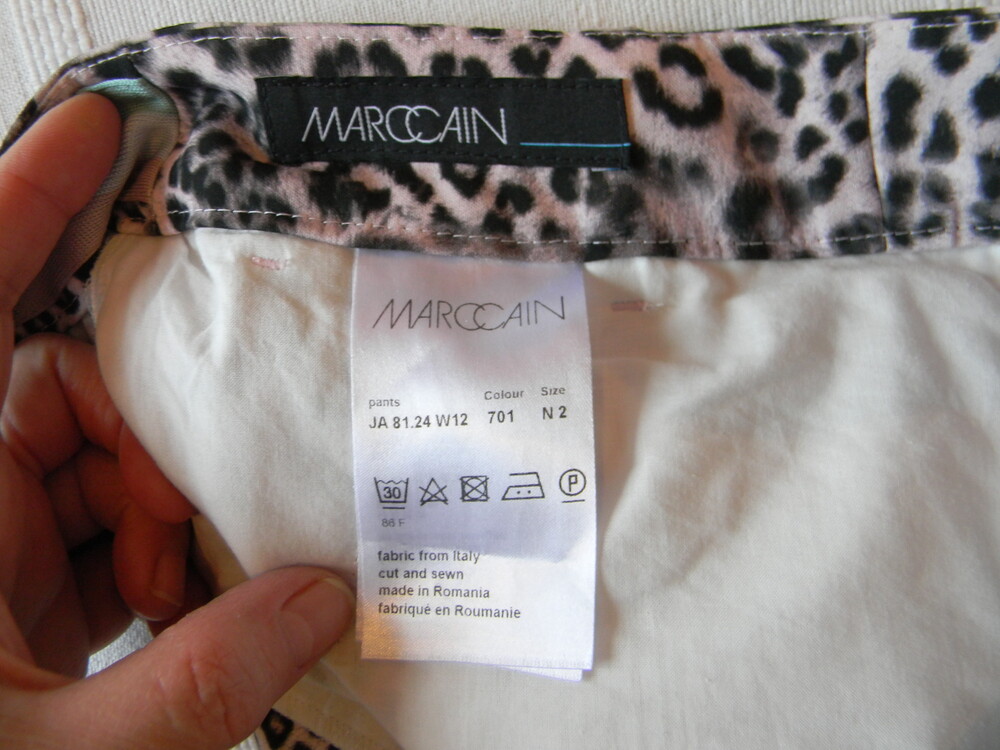 MARCCAIN
MARCCAIN
pants Colour Size
JA 81.24 W12 701 N 2
30 P
86 F
fabric from Italy
cut and sewn
made in Romania
fabriqué en Roumanie